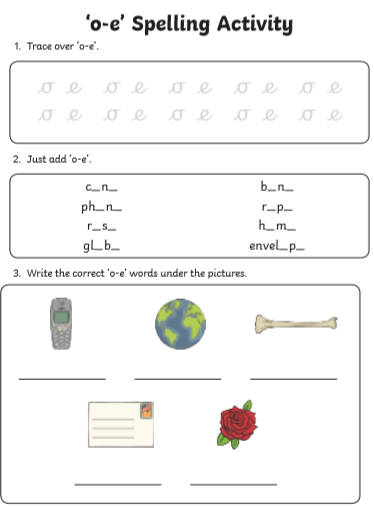 ‘o-e’ Spelling Activity
1. Trace over ‘o-e’.
o e o e o e o e o e
o e o e o e o e o e
2. Just add ‘o-e’.
c_n_ b_n_
ph_n_ r_p_
r_s_ h_m_
gl_b_ envel_p_
3. Write the correct ‘o-e’ words under the pictures.